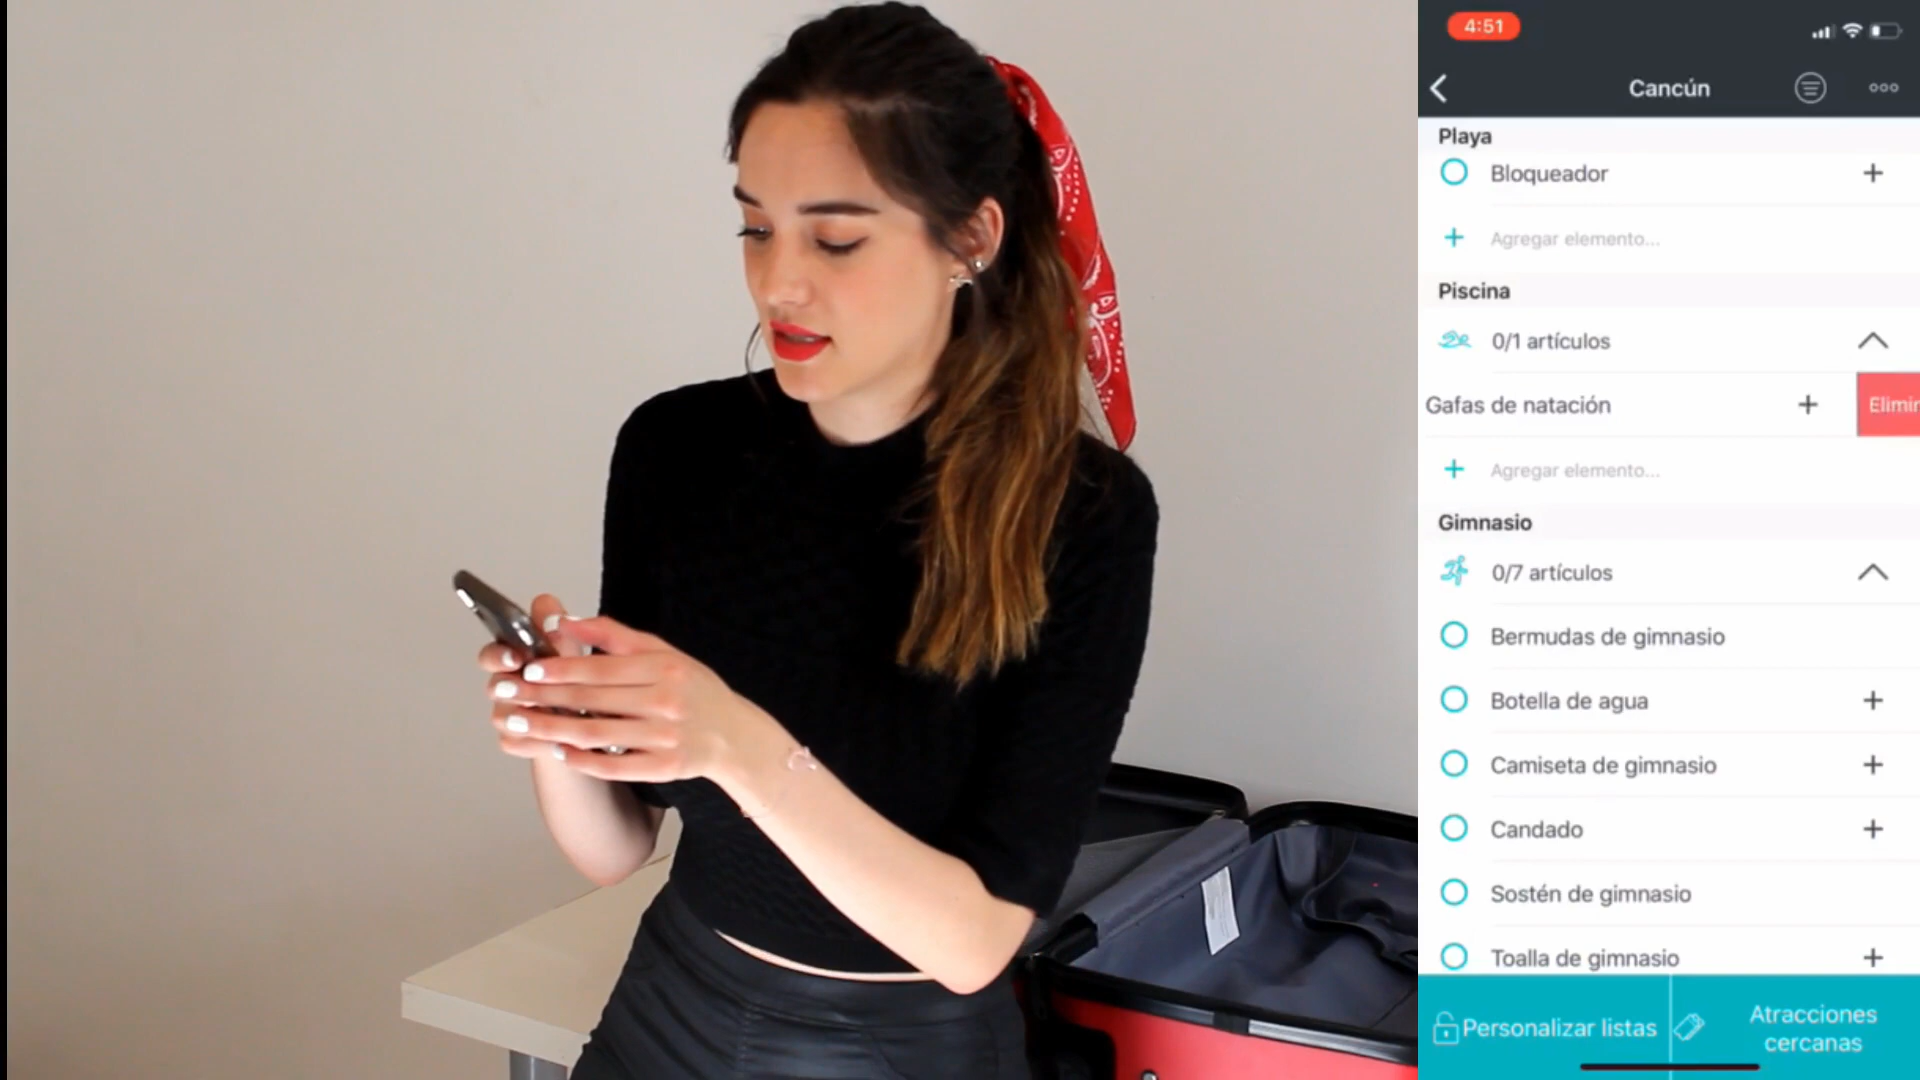 4:51
Cancún
Playa
Bloqueador
Agregar elemento...
Piscina
0/1 artículos
Gafas de natación
Elimin
Agregar elemento...
Gimnasio
0/7 artículos
Bermudas de gimnasio
Botella de agua
Camiseta de gimnasio
Candado
Sostén de gimnasio
Toalla de gimnasio
Personalizar listas
Atracciones
cercanas